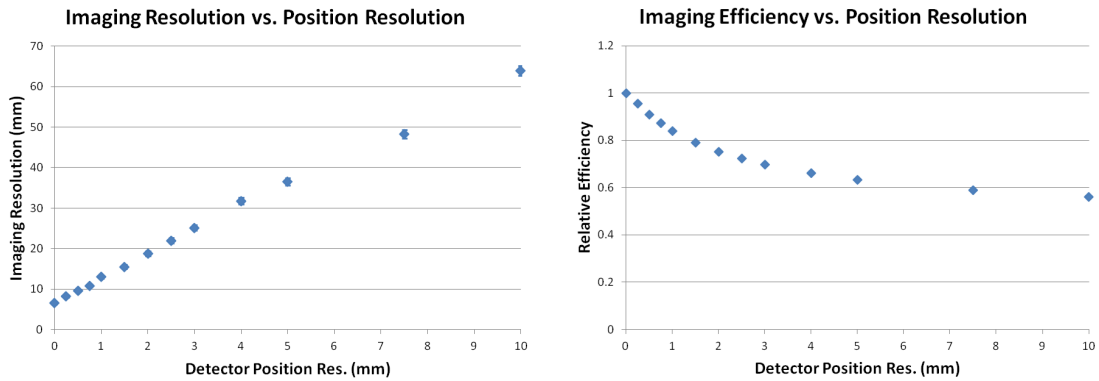 Imaging Resolution vs. Position Resolution
Imaging Resolution (mm)
70
60
50
40
30
20
10
0
0 1 2 3 4 5 6 7 8 9 10
Detector Position Res. (mm)
Imaging Efficiency vs. Position Resolution
Relative Efficiency
1.2
1
0.8
0.6
0.4
0.2
0
0 1 2 3 4 5 6 7 8 9 10
Detector Position Res. (mm)